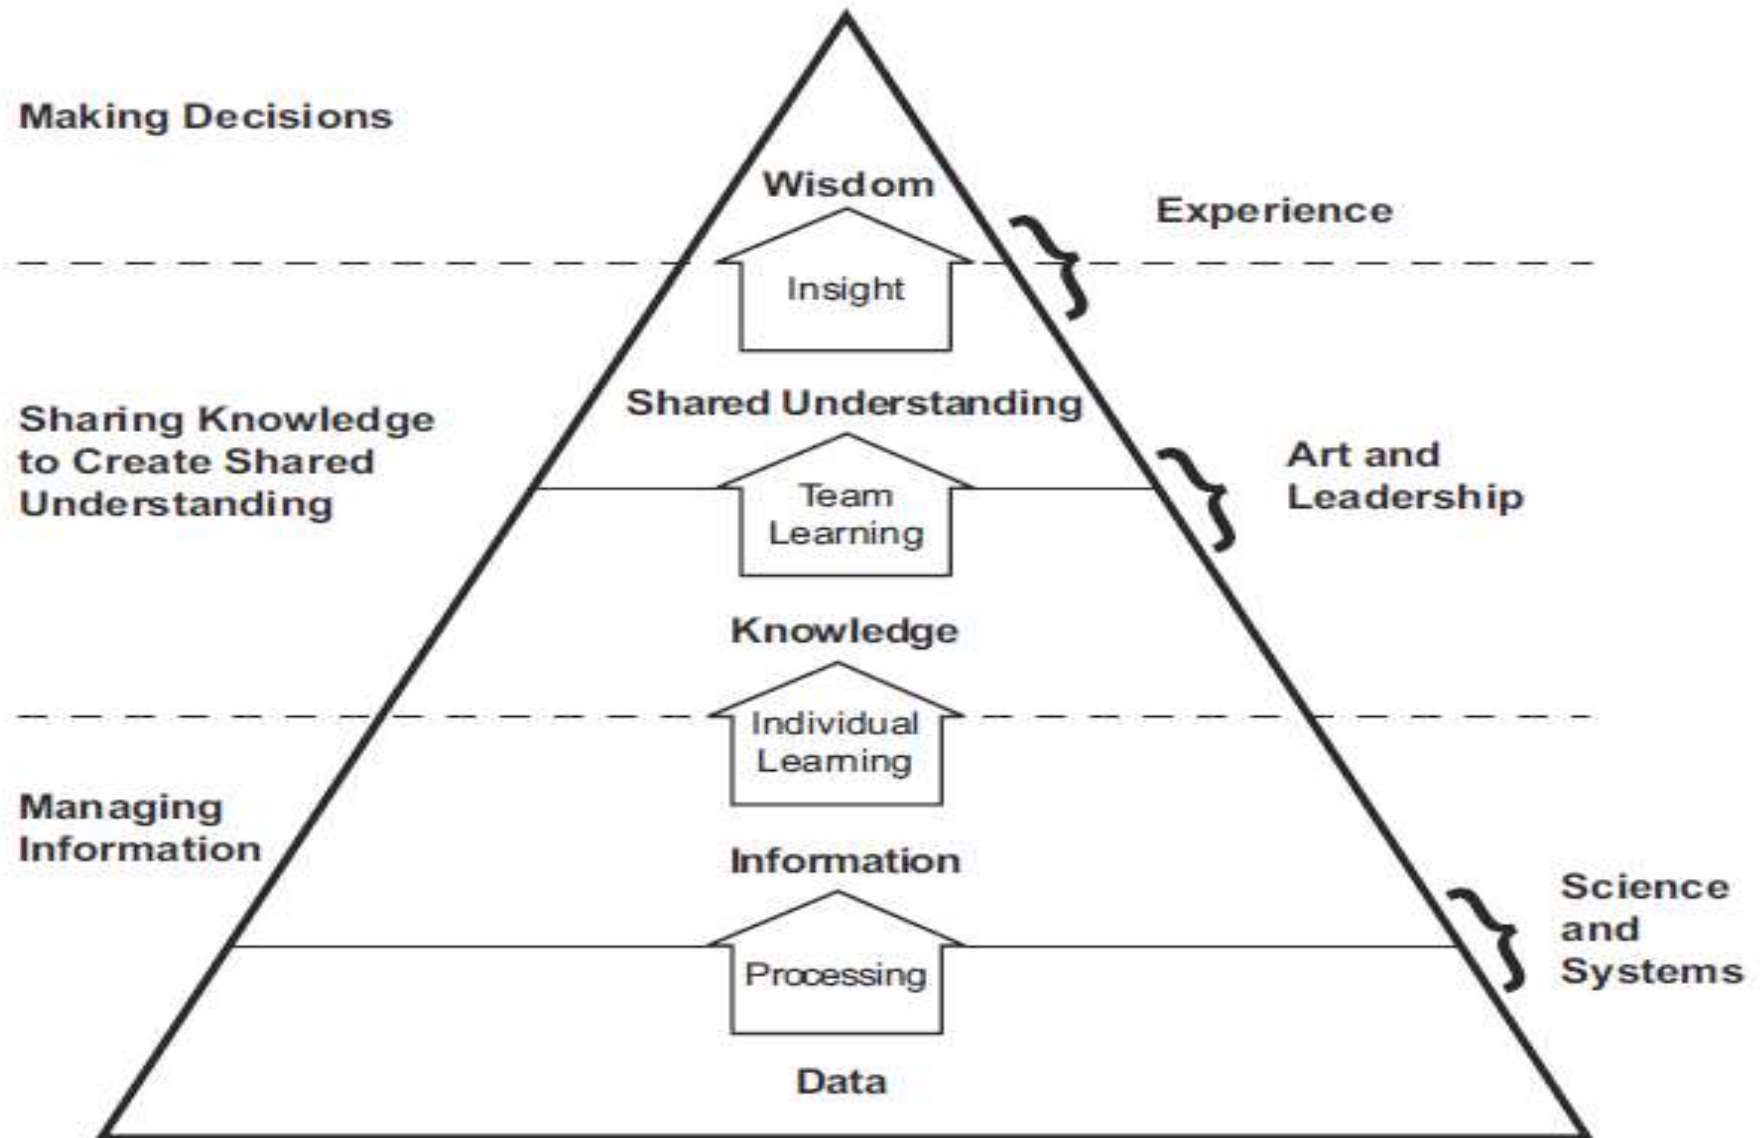 Making Decisions
Wisdom
Experience
Insight
Shared Understanding
Sharing Knowledge
to Create Shared
Understanding
Art and
Leadership
Team
Learning
Knowledge
Individual
Learning
Managing
Information
Information
Science
and
Systems
Processing
Data